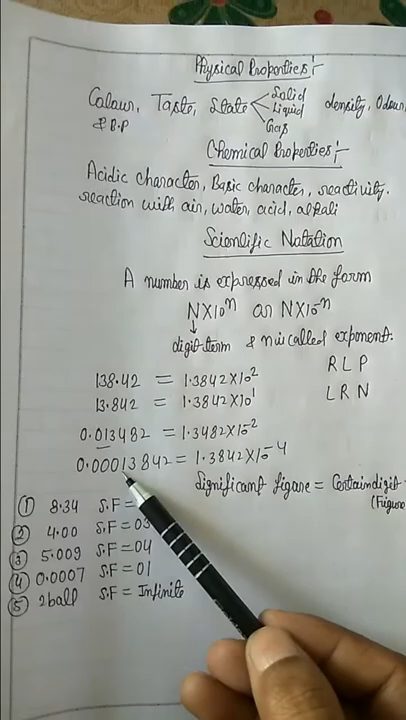 Physical Properties:-
Colour, Taste, State Solid Liquid Gas density, Odour,
& B.P
Chemical Properties:-
Acidic character, Basic character, reactivity.
reaction with air, water, acid, alkali
Scientific Notation
A number is expressed in the form
N×10ⁿ or N×10⁻ⁿ
digit term & n is called exponent.
R L P
138.42 = 1.3842×10²
L R N
13.842 = 1.3842×10¹
0.013482 = 1.3482×10⁻²
0.00013842 = 1.3842×10⁻⁴
Significant figure = Certain digit
(Figure
① 8.34 S.F =
② 4.00 S.F = 03
③ 5.009 S.F = 04
④ 0.0007 S.F = 01
⑤ 2 ball S.F = Infinite